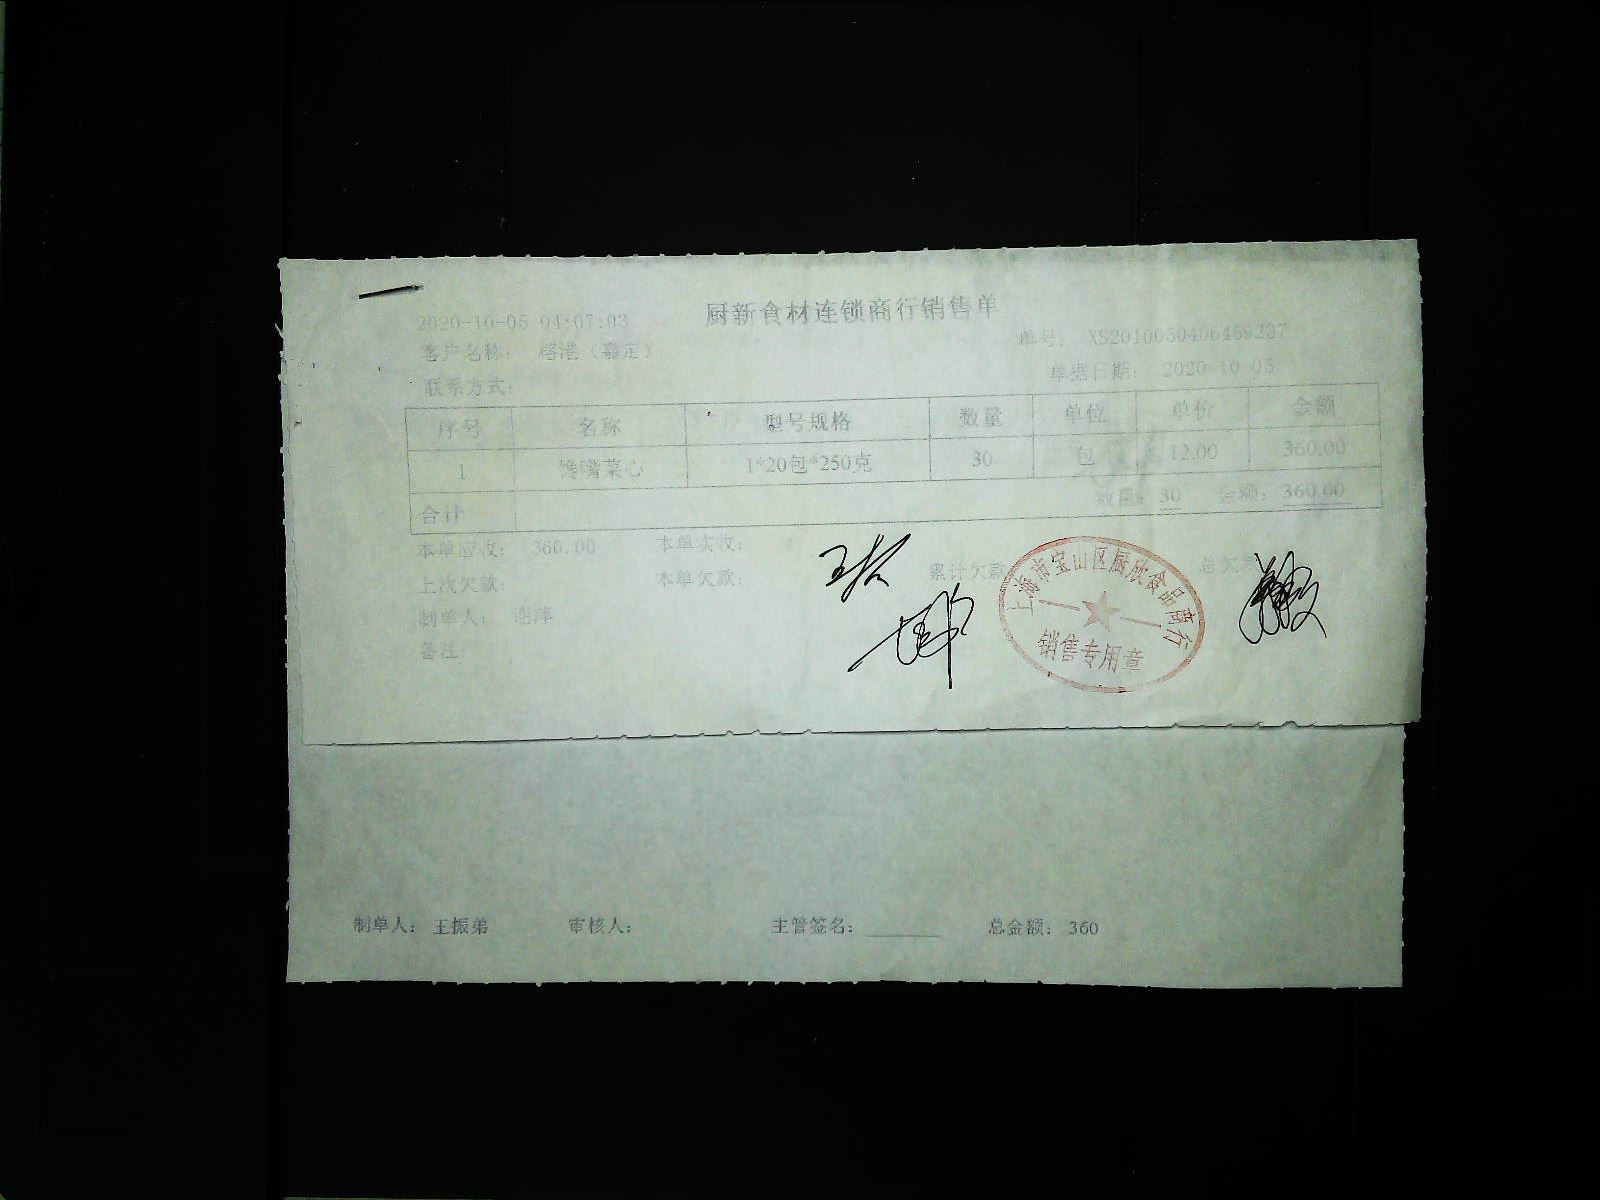 厨新食材连锁商行销售单
2020-10-05 04:07:03
单号: XS2010050406469237
客户名称: 榕港（嘉定）
单据日期: 2020-10-05
联系方式:
序号 名称 型号规格 数量 单位 单价 金额
1 馋嘴菜心 1*20包*250克 30 包 12.00 360.00
合计 数量: 30 金额: 360.00
本单应收: 360.00 本单实收:
上次欠款: 本单欠款: 累计欠款 总欠
制单人: 谢萍
备注:
上海市宝山区厨欣食品商行
销售专用章
制单人: 王振弟 审核人: 主管签名: ________ 总金额: 360